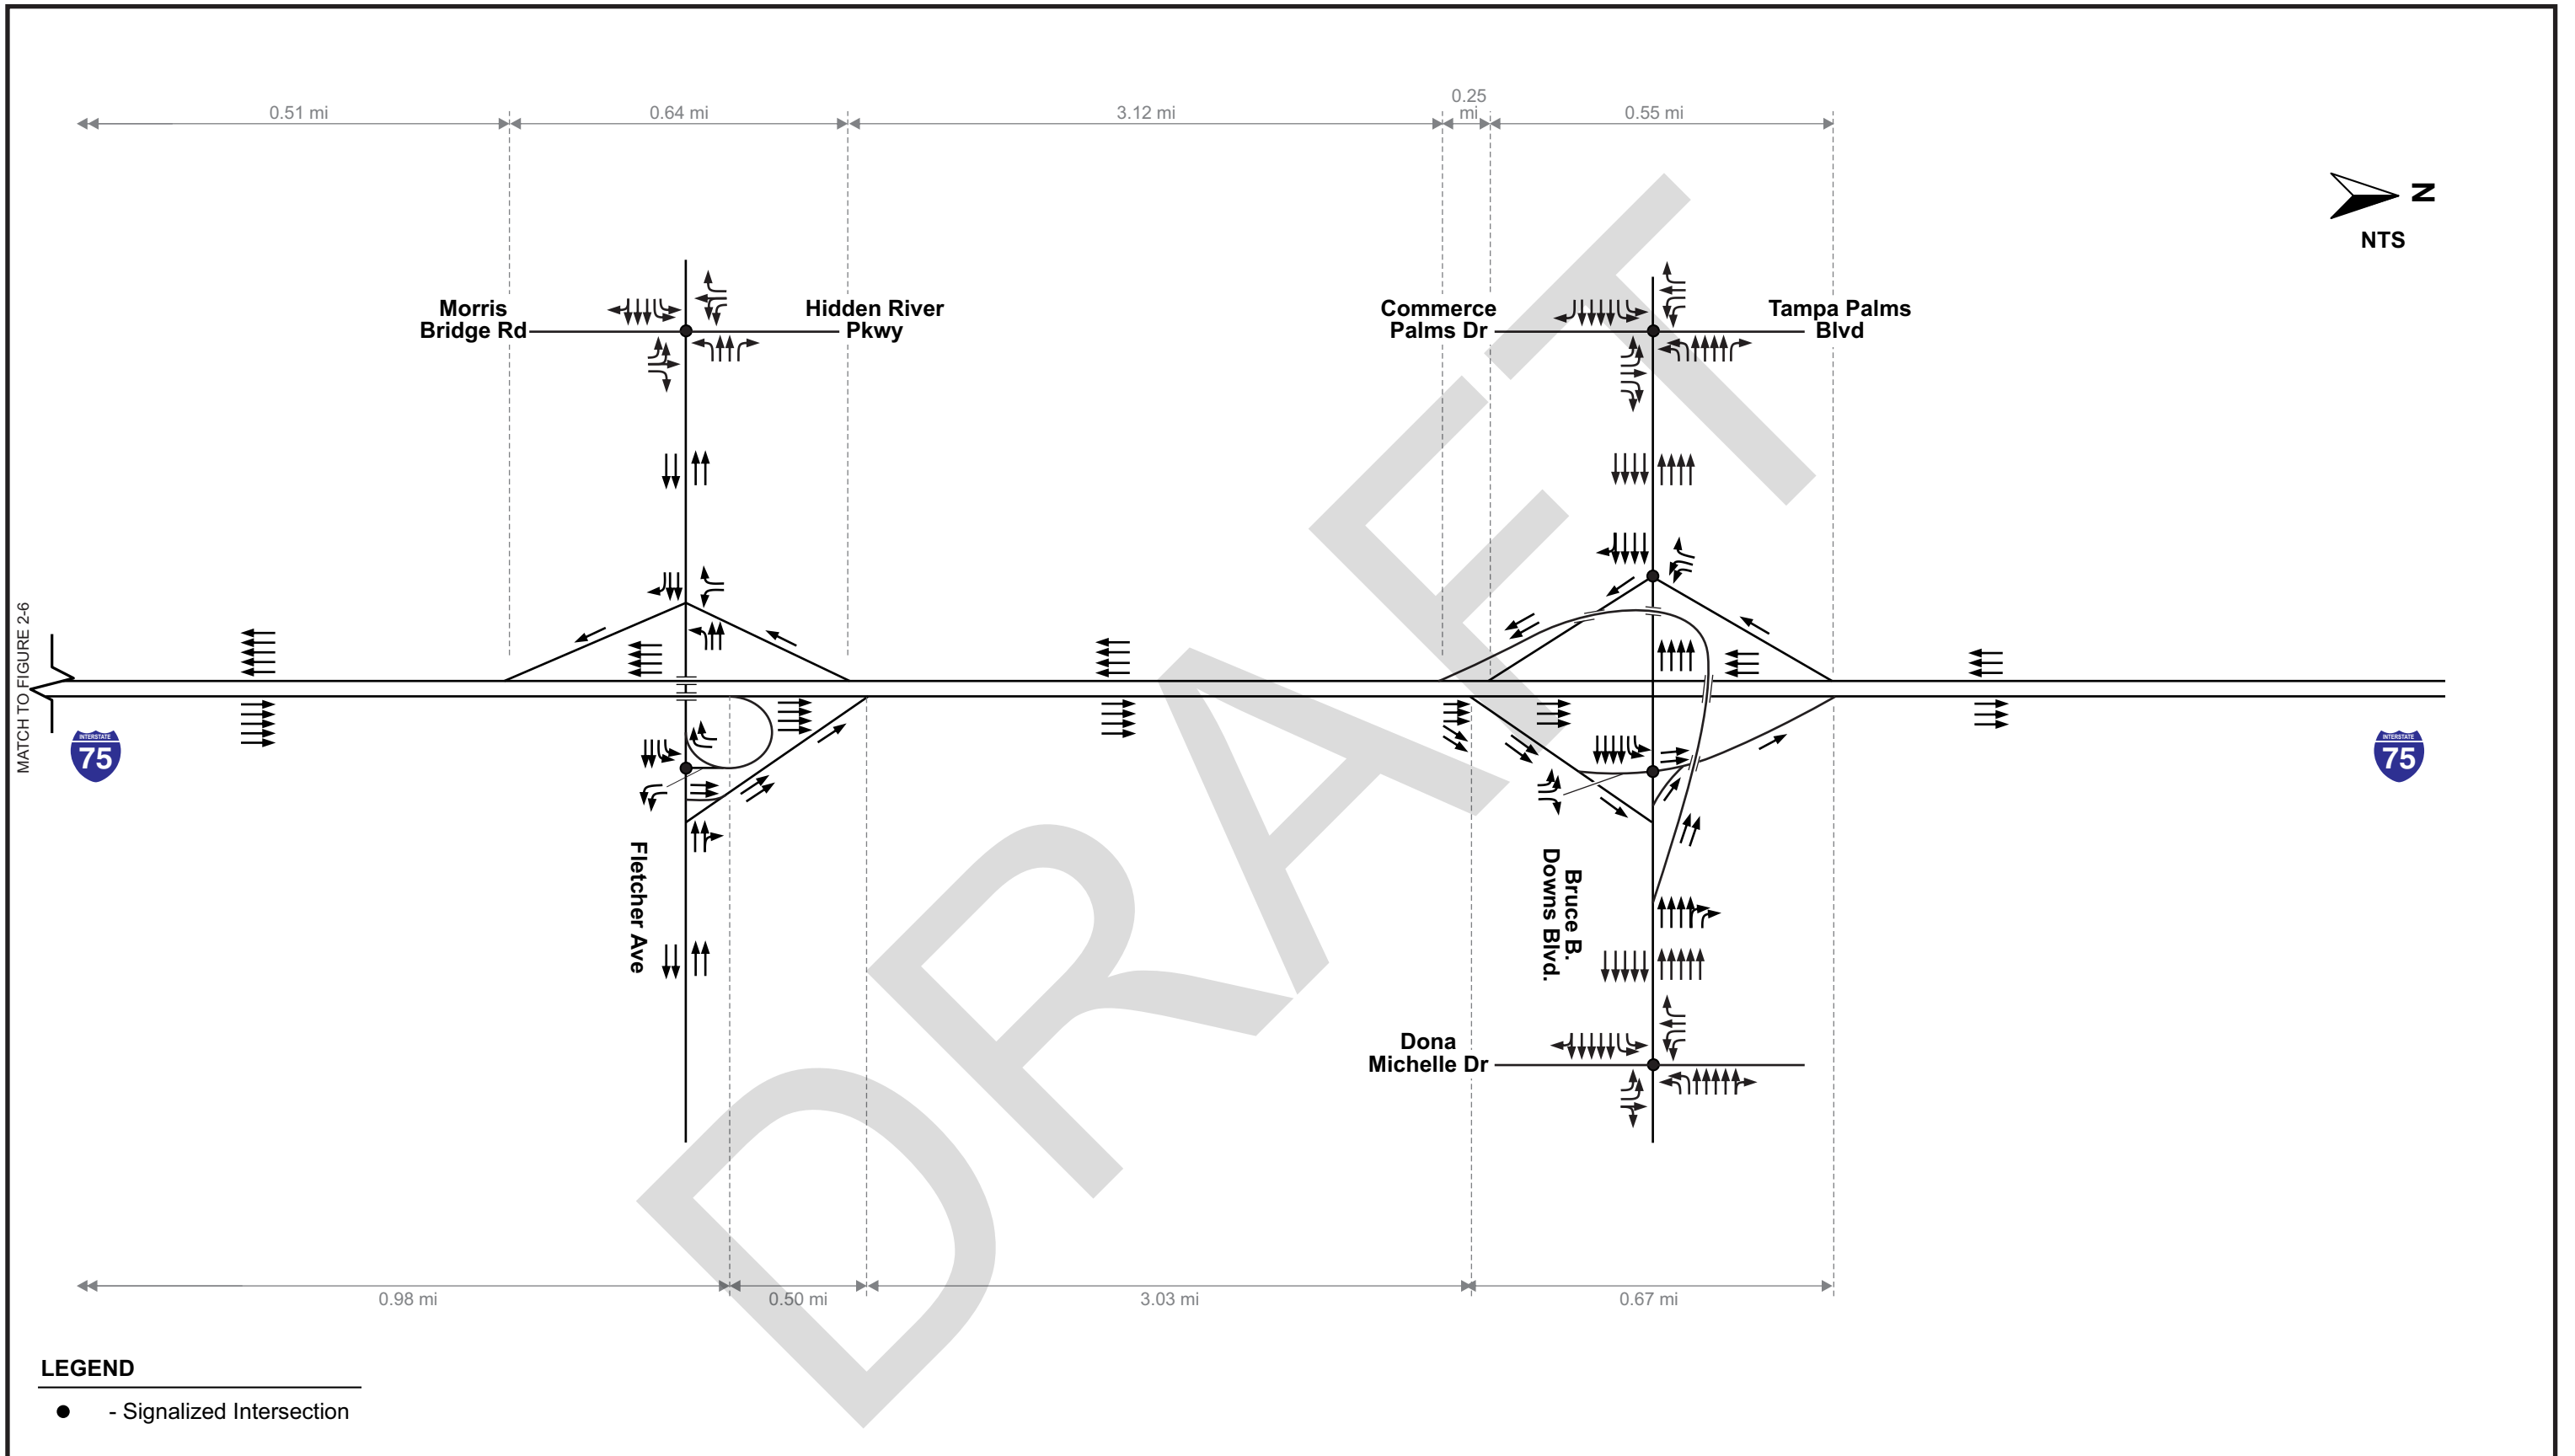 0.51 mi
0.64 mi
3.12 mi
0.25
mi
0.55 mi
N
NTS
Morris
Bridge Rd
Hidden River
Pkwy
Commerce
Palms Dr
Tampa Palms
Blvd
MATCH TO FIGURE 2-6
INTERSTATE
75
INTERSTATE
75
Fletcher Ave
Bruce B.
Downs Blvd.
Dona
Michelle Dr
DRAFT
0.98 mi
0.50 mi
3.03 mi
0.67 mi
LEGEND
- Signalized Intersection